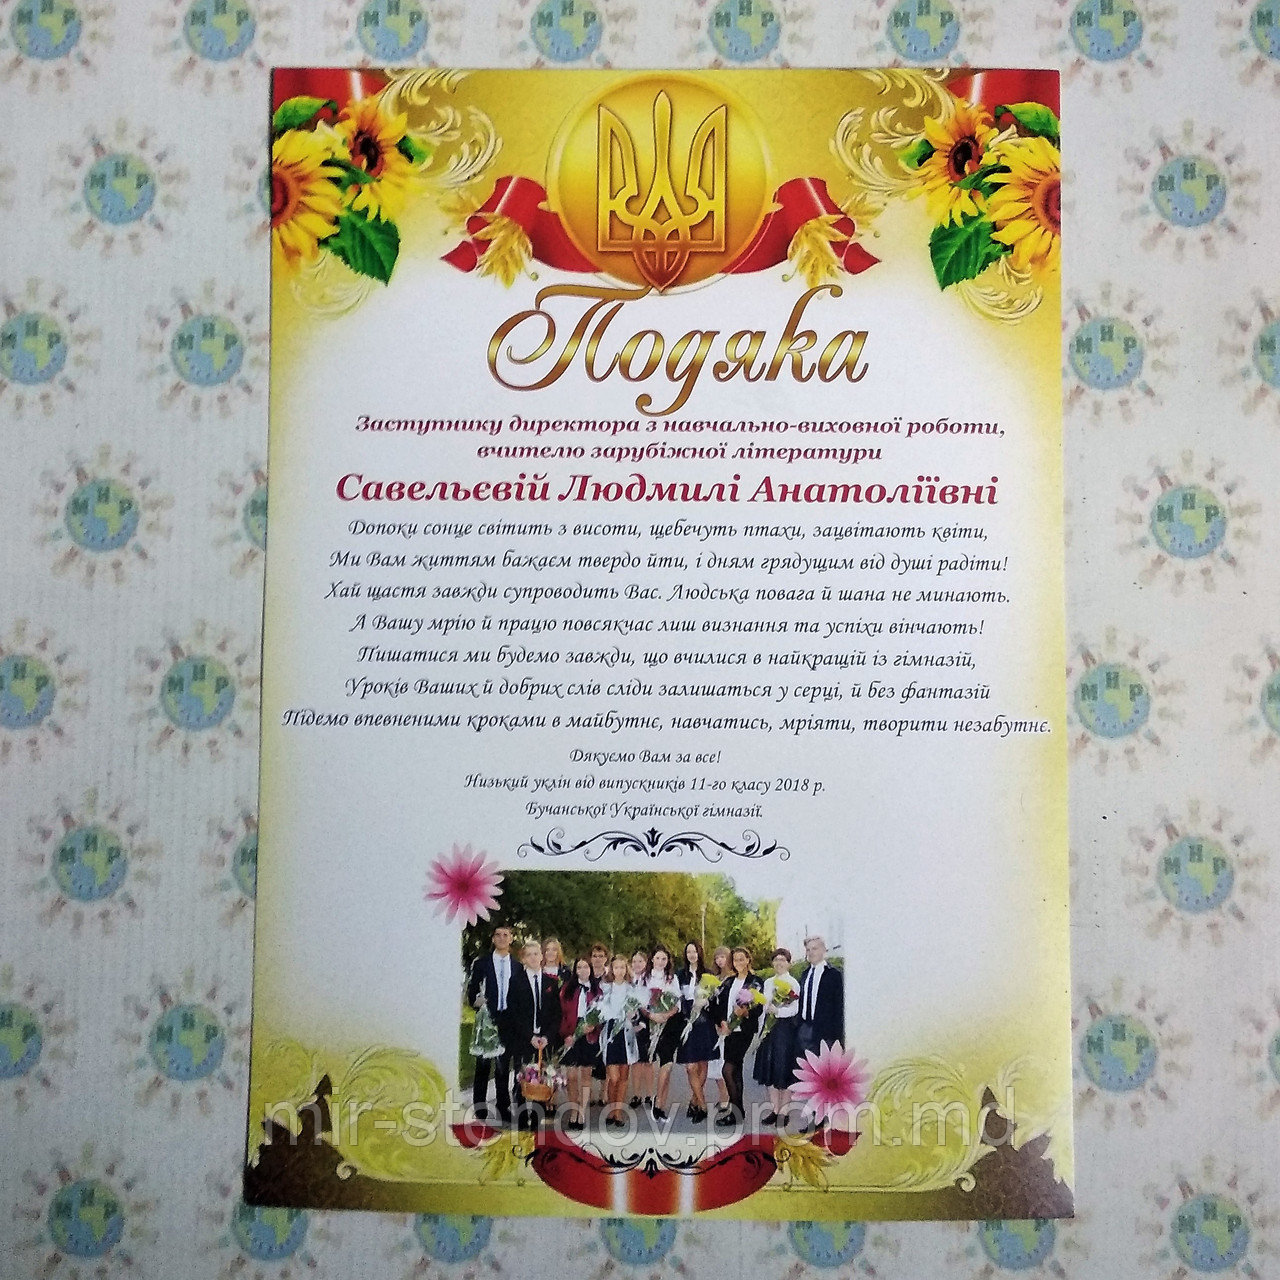 Подяка
Заступнику директора з навчально-виховної роботи,
вчителю зарубіжної літератури
Савельєвій Людмилі Анатоліївні
Допоки сонце світить з висоти, щебечуть птахи, зацвітають квіти,
Ми Вам життям бажаєм твердо йти, і дням грядущим від душі радіти!
Хай щастя завжди супроводить Вас. Людська повага й шана не минають.
А Вашу мрію й працю повсякчас лиш визнання та успіхи вінчають!
Пишатися ми будемо завжди, що вчилися в найкращій із гімназій,
Уроків Ваших й добрих слів сліди залишаться у серці, й без фантазій
Підемо впевненими кроками в майбутнє, навчатись, мріяти, творити незабутнє.
Дякуємо Вам за все!
Низький уклін від випускників 11-го класу 2018 р.
Бучанської Української гімназії.
mir-stendov.prom.md